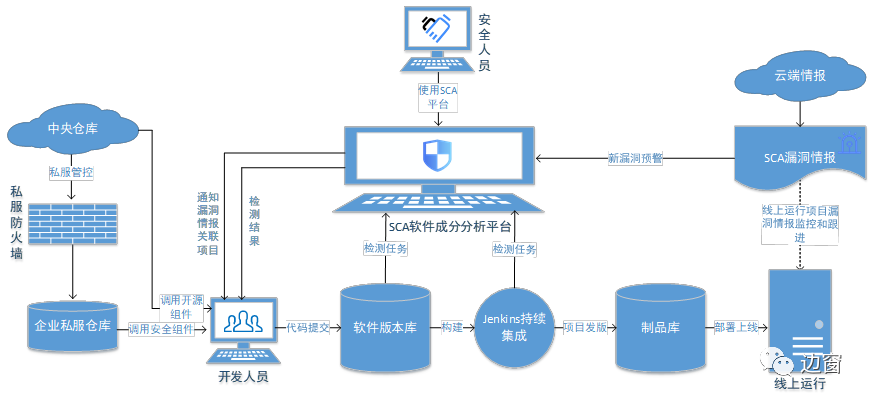 安全人员
使用SCA
平台
云端情报
中央仓库
私服管控
新漏洞预警
SCA漏洞情报
私服防火墙
通知漏洞情报关联项目
检测结果
SCA软件成分分析平台
线上运行项目漏
洞情报监控和跟
进
检测任务
检测任务
调用开源
组件
企业私服仓库
调用安全组件
代码提交
软件版本库
构建
Jenkins持续
集成
项目发版
制品库
部署上线
开发人员
边窗
线上运行